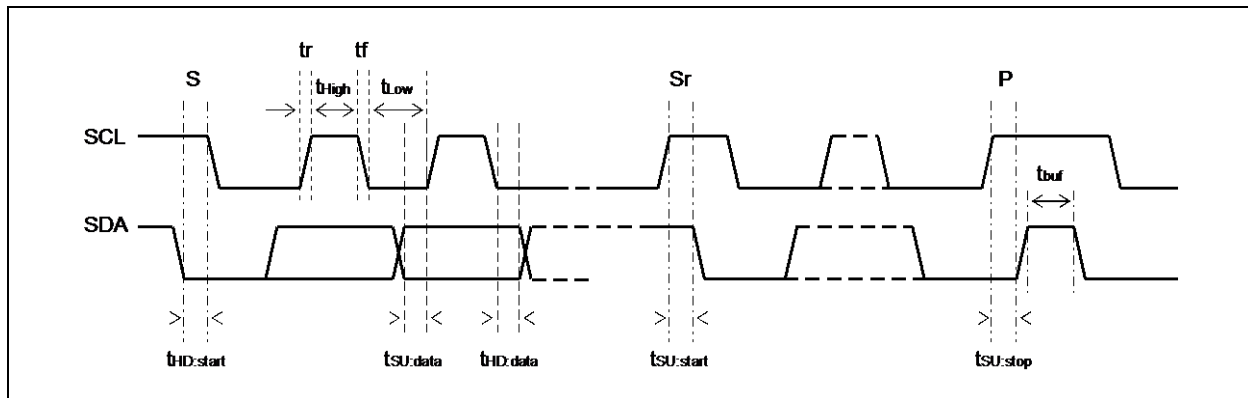 tr tf
S tHigh tLow Sr P
SCL
tbuf
SDA
tHD:start tSU:data tHD:data tSU:start tSU:stop